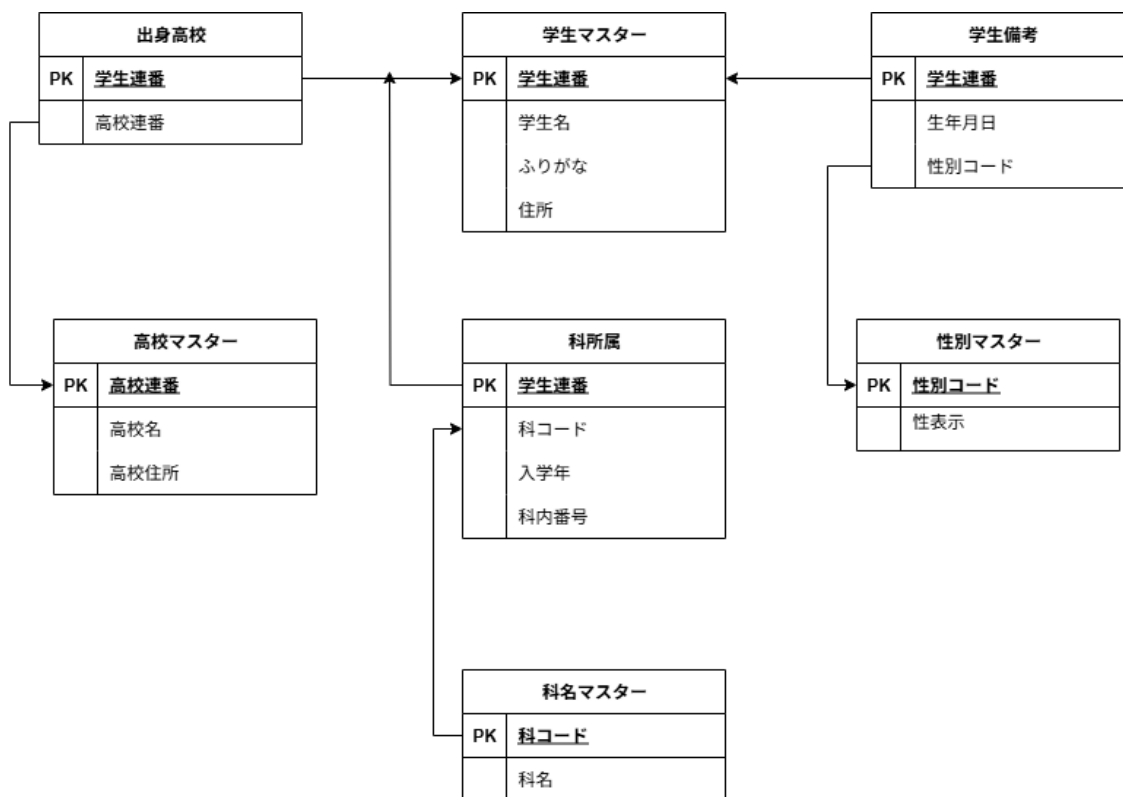 出身高校
PK 学生連番
高校連番
学生マスター
PK 学生連番
学生名
ふりがな
住所
学生備考
PK 学生連番
生年月日
性別コード
高校マスター
PK 高校連番
高校名
高校住所
科所属
PK 学生連番
科コード
入学年
科内番号
性別マスター
PK 性別コード
性表示
科名マスター
PK 科コード
科名